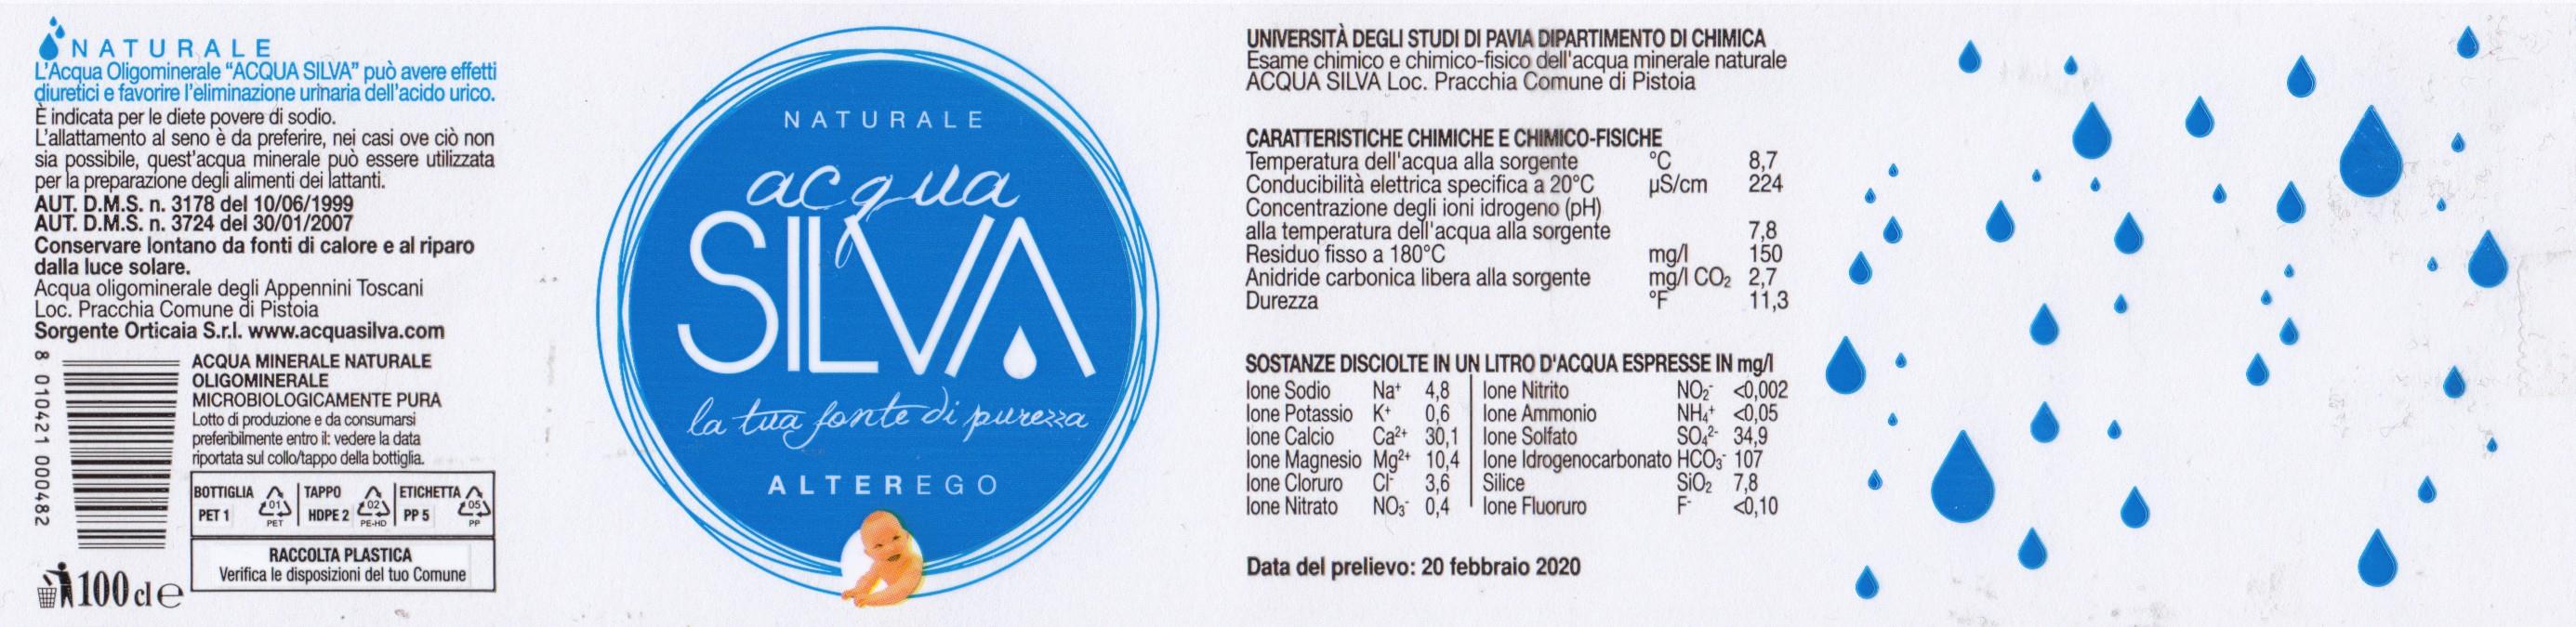 NATURALE
L'Acqua Oligominerale “ACQUA SILVA” può avere effetti
diuretici e favorire l'eliminazione urinaria dell'acido urico.
È indicata per le diete povere di sodio.
L'allattamento al seno è da preferire, nei casi ove ciò non
sia possibile, quest'acqua minerale può essere utilizzata
per la preparazione degli alimenti dei lattanti.
AUT. D.M.S. n. 3178 del 10/06/1999
AUT. D.M.S. n. 3724 del 30/01/2007
Conservare lontano da fonti di calore e al riparo
dalla luce solare.
Acqua oligominerale degli Appennini Toscani
Loc. Pracchia Comune di Pistoia
Sorgente Orticaia S.r.l. www.acquasilva.com
8 010421 000482
ACQUA MINERALE NATURALE
OLIGOMINERALE
MICROBIOLOGICAMENTE PURA
Lotto di produzione e da consumarsi
preferibilmente entro il: vedere la data
riportata sul collo/tappo della bottiglia.
BOTTIGLIA
PET 1
01
PET
TAPPO
HDPE 2
02
PE-HD
ETICHETTA
PP 5
05
PP
RACCOLTA PLASTICA
Verifica le disposizioni del tuo Comune
100 cl e
NATURALE
acqua
SILVA
la tua fonte di purezza
ALTEREGO
UNIVERSITÀ DEGLI STUDI DI PAVIA DIPARTIMENTO DI CHIMICA
Esame chimico e chimico-fisico dell'acqua minerale naturale
ACQUA SILVA Loc. Pracchia Comune di Pistoia
CARATTERISTICHE CHIMICHE E CHIMICO-FISICHE
Temperatura dell'acqua alla sorgente °C 8,7
Conducibilità elettrica specifica a 20°C µS/cm 224
Concentrazione degli ioni idrogeno (pH)
alla temperatura dell'acqua alla sorgente 7,8
Residuo fisso a 180°C mg/l 150
Anidride carbonica libera alla sorgente mg/l CO₂ 2,7
Durezza °F 11,3
SOSTANZE DISCIOLTE IN UN LITRO D'ACQUA ESPRESSE IN mg/l
Ione Sodio Na⁺ 4,8 Ione Nitrito NO₂⁻ <0,002
Ione Potassio K⁺ 0,6 Ione Ammonio NH₄⁺ <0,05
Ione Calcio Ca²⁺ 30,1 Ione Solfato SO₄²⁻ 34,9
Ione Magnesio Mg²⁺ 10,4 Ione Idrogenocarbonato HCO₃⁻ 107
Ione Cloruro Cl⁻ 3,6 Silice SiO₂ 7,8
Ione Nitrato NO₃⁻ 0,4 Ione Fluoruro F⁻ <0,10
Data del prelievo: 20 febbraio 2020